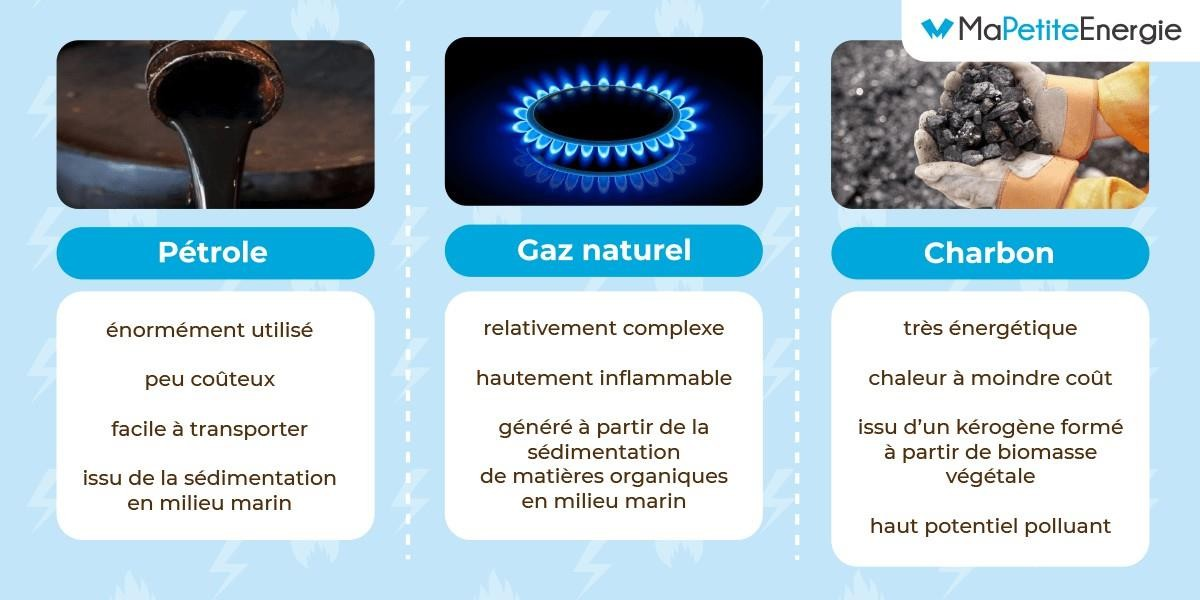 MaPetiteEnergie
Pétrole
énormément utilisé
peu coûteux
facile à transporter
issu de la sédimentation
en milieu marin
Gaz naturel
relativement complexe
hautement inflammable
généré à partir de la
sédimentation
de matières organiques
en milieu marin
Charbon
très énergétique
chaleur à moindre coût
issu d’un kérogène formé
à partir de biomasse
végétale
haut potentiel polluant